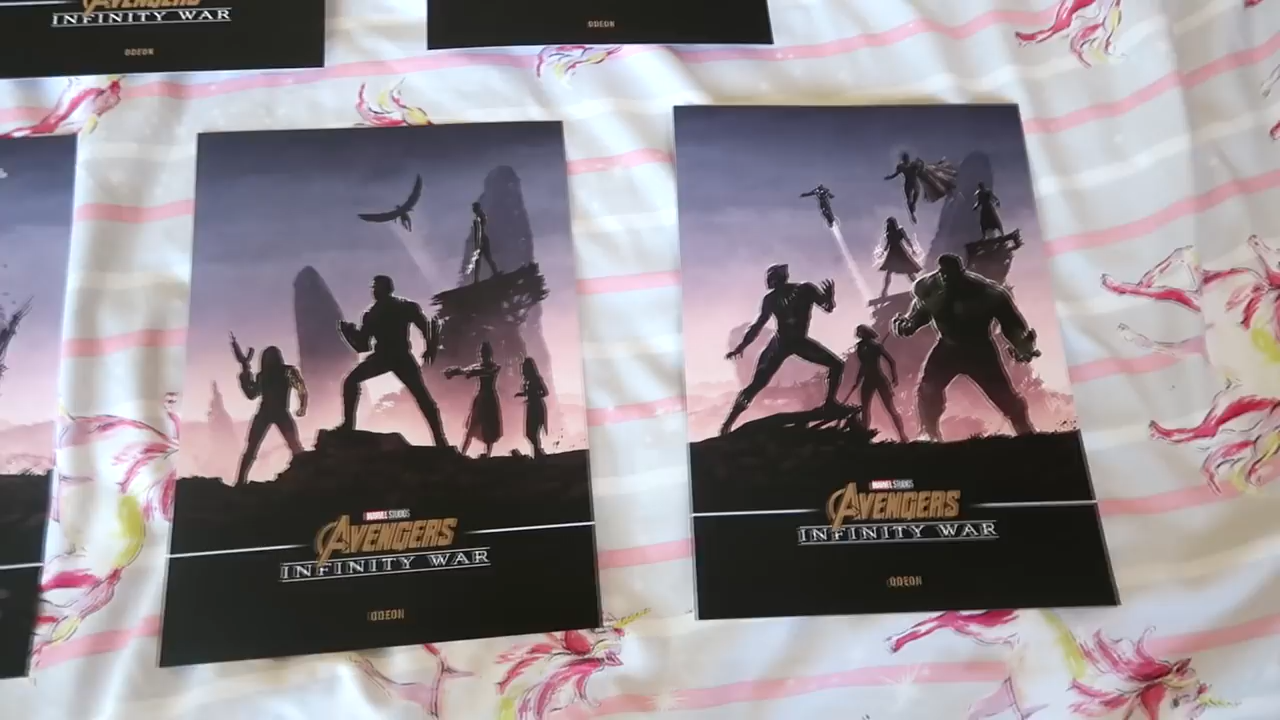 AVENGERS
INFINITY WAR
ODEON
ODEON
MARVEL STUDIOS
AVENGERS
INFINITY WAR
ODEON
MARVEL STUDIOS
AVENGERS
INFINITY WAR
ODEON